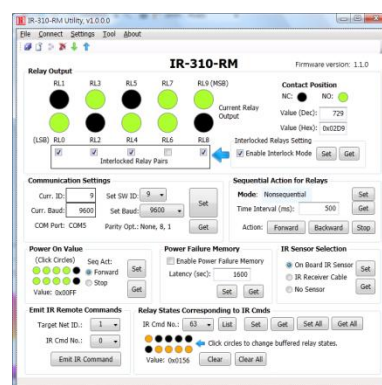 IR-310-RM Utility, v1.0.0.0
File Connect Settings Tool About
IR-310-RM
Firmware version: 1.1.0
Relay Output
RL1 RL3 RL5 RL7 RL9 (MSB)
Current Relay
Output
(LSB) RL0 RL2 RL4 RL6 RL8
Interlocked Relay Pairs
Contact Position
NC: NO:
Value (Dec): 729
Value (Hex): 0x02D9
Interlocked Relays Setting
Enable Interlock Mode Set Get
Communication Settings
Curr. ID: 9 Set SW ID: 9
Curr. Baud: 9600 Set Baud: 9600 Set
COM Port: COM5 Parity Opt.: None, 8, 1 Get
Sequential Action for Relays
Mode: Nonsequential Set
Time Interval (ms): 500 Get
Action: Forward Backward Stop
Power On Value
(Click Circles) Seq Act:
Forward Set
Stop
Value: 0x00FF Get
Power Failure Memory
Enable Power Failure Memory
Latency (sec): 1600
Set Get
IR Sensor Selection
On Board IR Sensor Set
IR Receiver Cable
No Sensor Get
Emit IR Remote Commands
Target Net ID.: 1
IR Cmd No.: 0
Emit IR Command
Relay States Corresponding to IR Cmds
IR Cmd No.: 63 List Set Get Set All Get All
Click circles to change buffered relay states.
Value: 0x0156 Clear Clear All